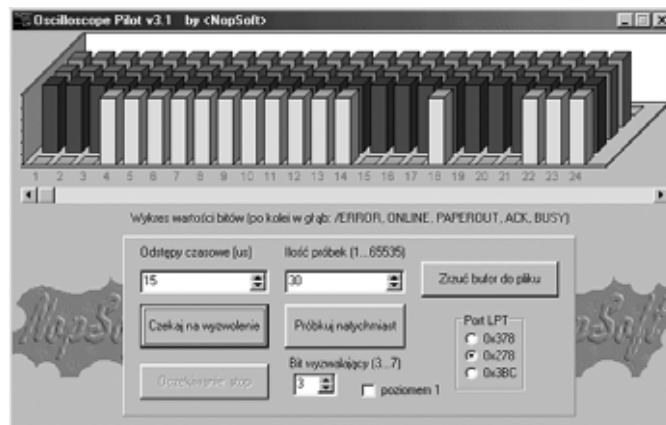 Oscilloscope Pilot v3.1 by <NopSoft>
1 2 3 4 5 6 7 8 9 10 11 12 13 14 15 16 17 18 19 20 21 22 23 24
Wykres wartości bitów (po kolei w głąb: /ERROR, ONLINE, PAPEROUT, ACK, BUSY)
Odstępy czasowe (us)
Ilość próbek (1...65535)
15
30
Zrzuć bufor do pliku
NopSoft
NopSoft
Czekaj na wyzwolenie
Próbkuj natychmiast
Port LPT
0x378
0x278
0x3BC
Oczekiwanie stop
Bit wyzwalający (3...7)
3
poziomem 1